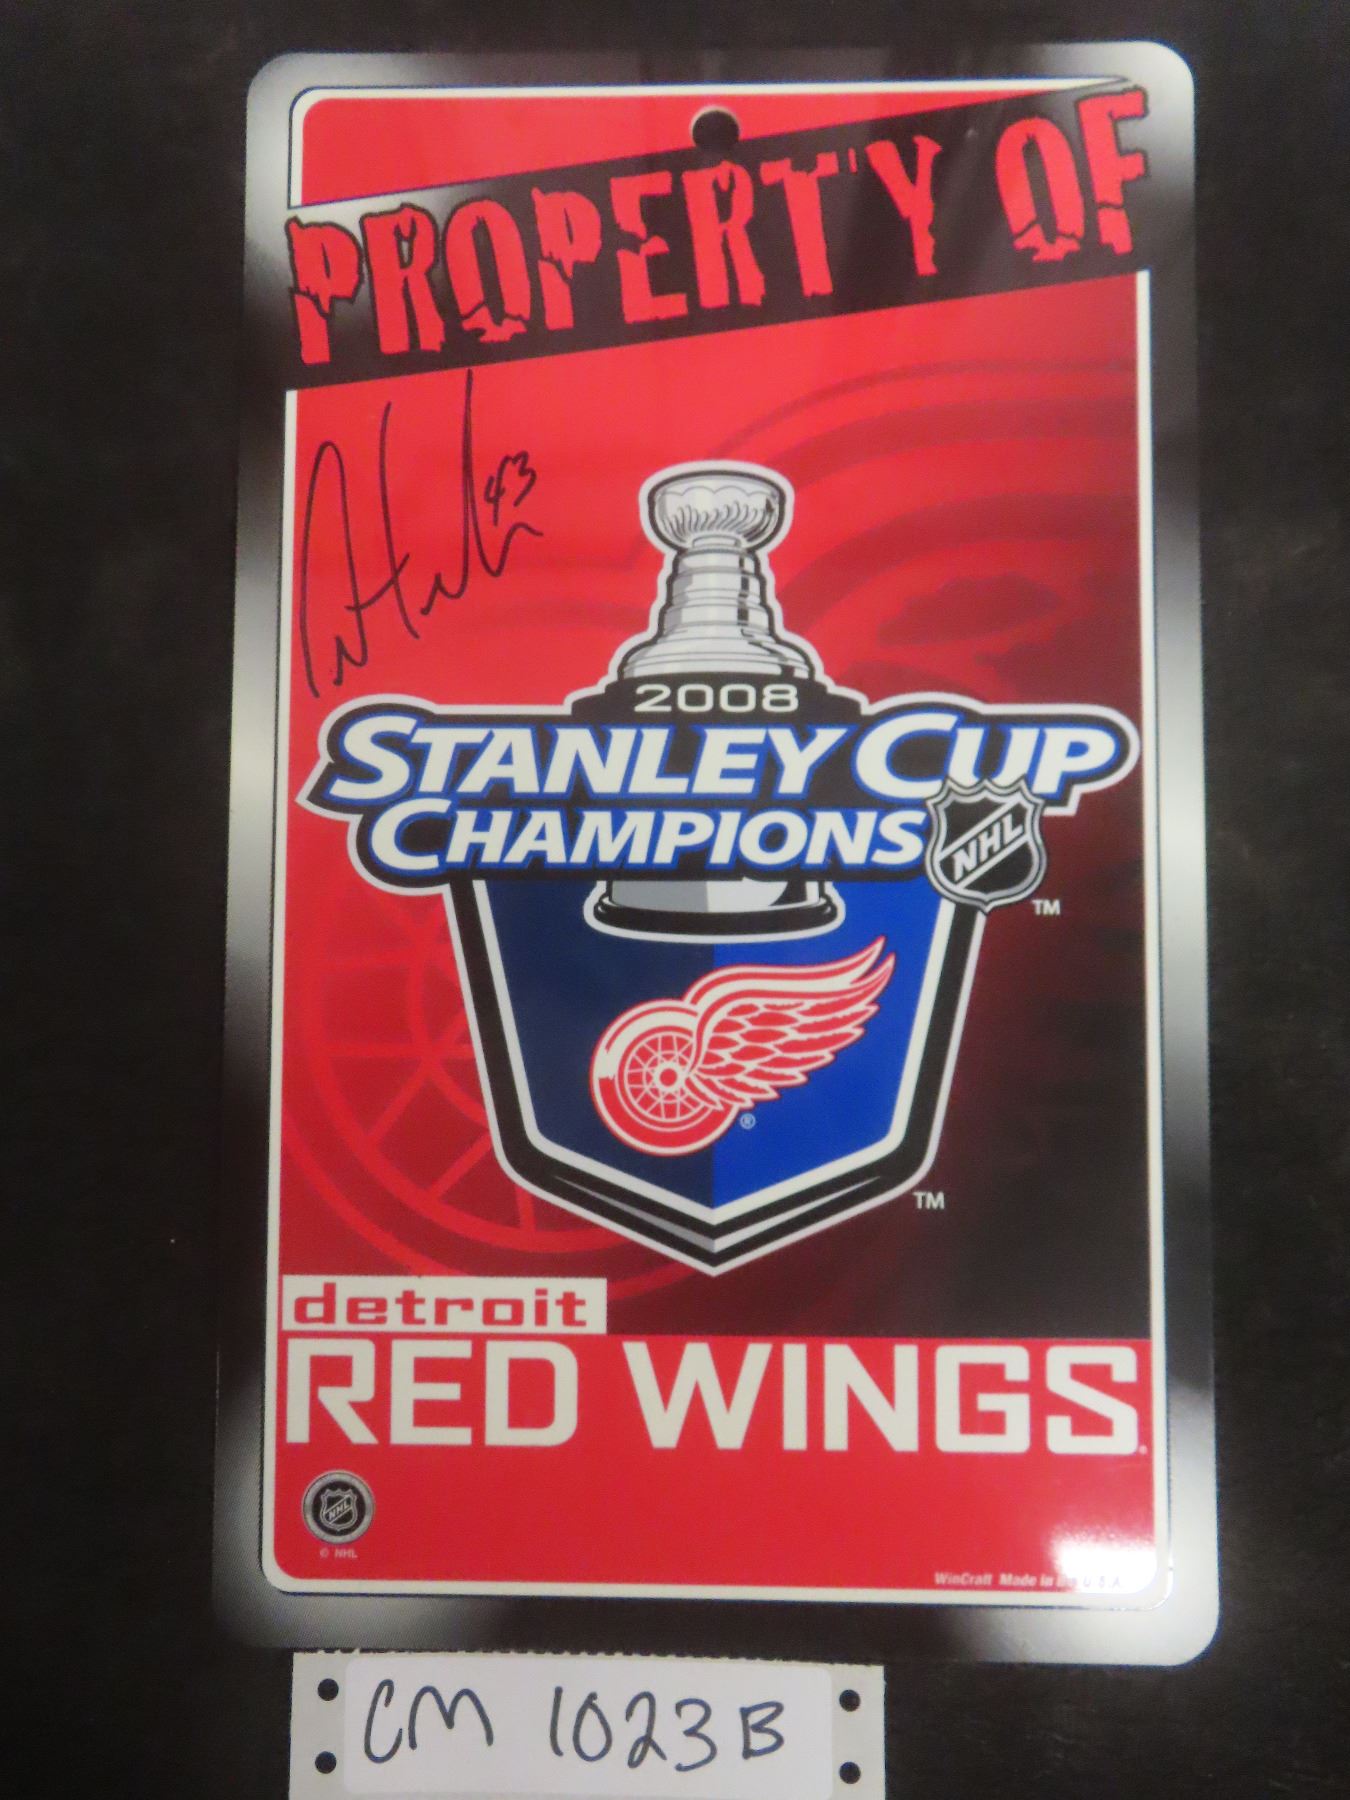 PROPERTY OF
43
2008
STANLEY CUP
CHAMPIONS
NHL
TM
®
TM
detroit
RED WINGS
NHL
© NHL
WinCraft Made in U.S.A.
CM 1023B